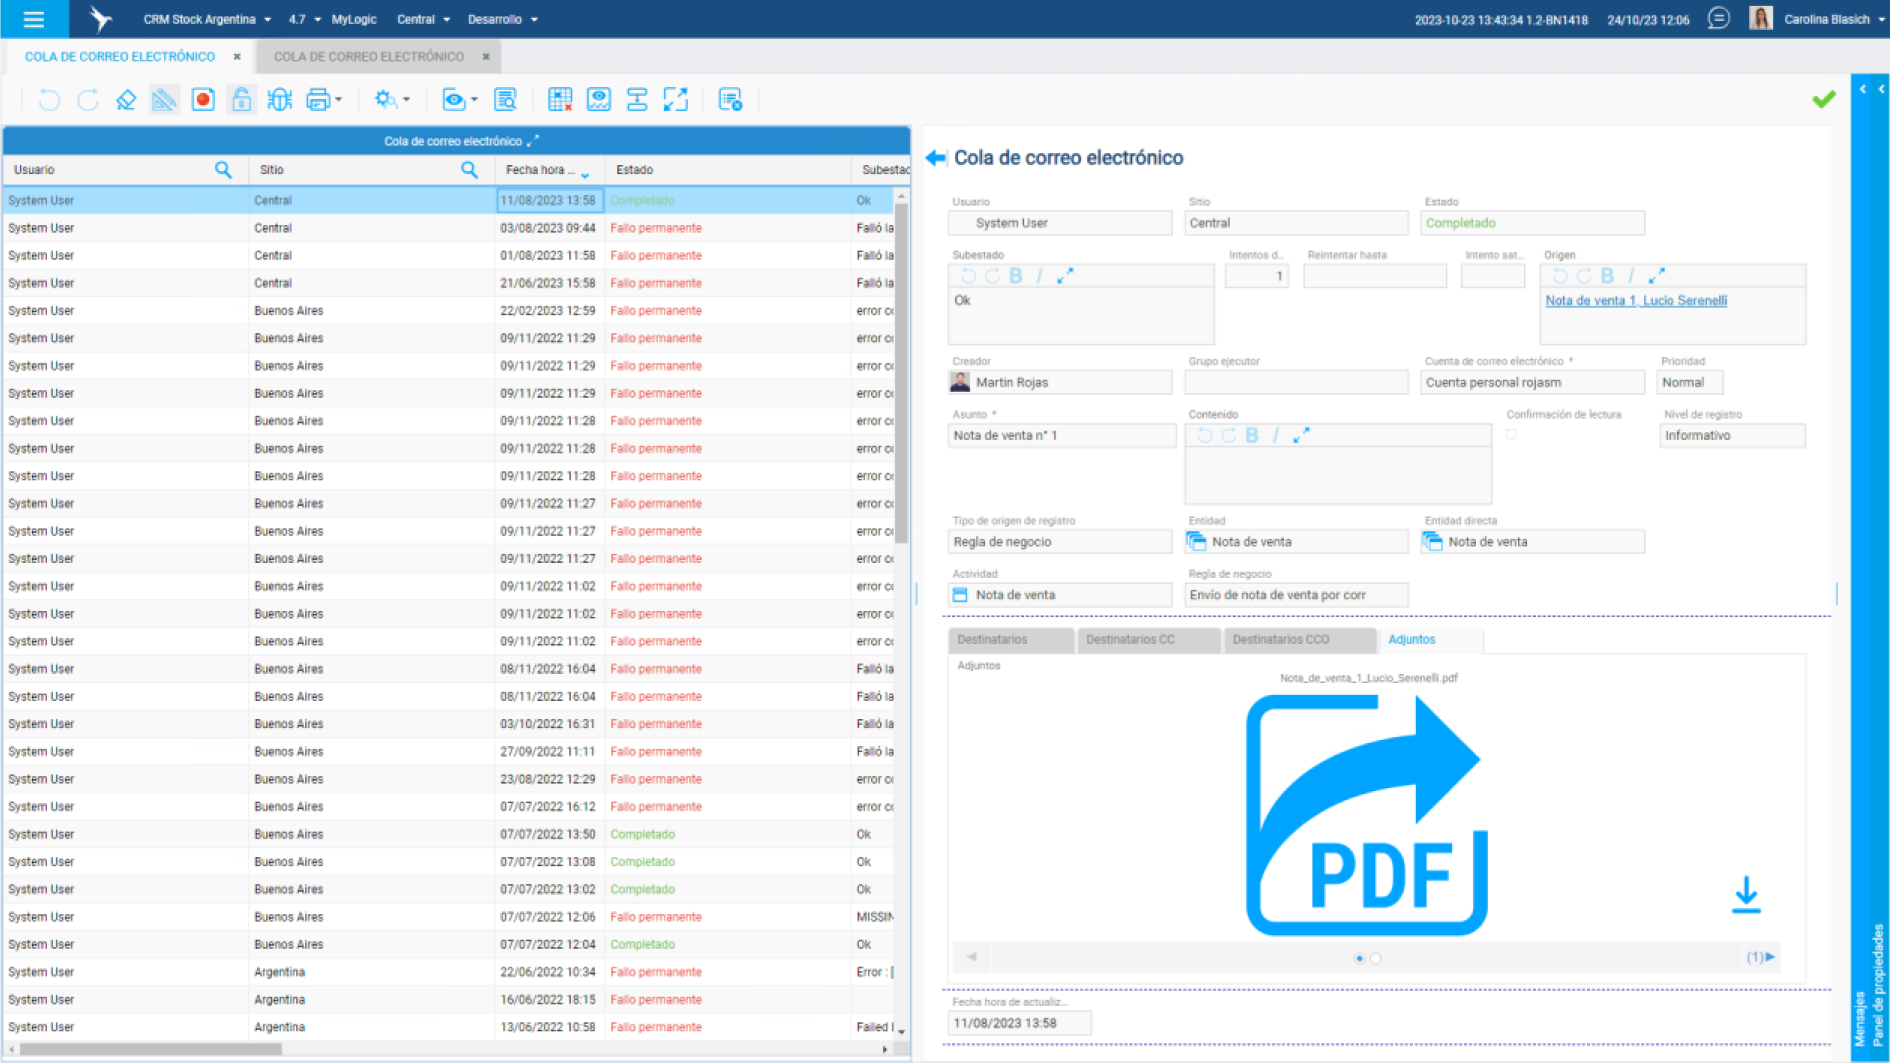 CRM Stock Argentina 4.7 MyLogic Central Desarrollo 2023-10-23 13:43:34 1.2-BN1418 24/10/23 12:06 Carolina Blasich
COLA DE CORREO ELECTRÓNICO × COLA DE CORREO ELECTRÓNICO ×
Cola de correo electrónico
Usuario Sitio Fecha hora ... Estado Subestac
System User Central 11/08/2023 13:58 Completado Ok
System User Central 03/08/2023 09:44 Fallo permanente Falló la
System User Central 01/08/2023 11:58 Fallo permanente Falló la
System User Central 21/06/2023 15:58 Fallo permanente Falló la
System User Buenos Aires 22/02/2023 12:59 Fallo permanente error co
System User Buenos Aires 09/11/2022 11:29 Fallo permanente error co
System User Buenos Aires 09/11/2022 11:29 Fallo permanente error co
System User Buenos Aires 09/11/2022 11:29 Fallo permanente error co
System User Buenos Aires 09/11/2022 11:28 Fallo permanente error co
System User Buenos Aires 09/11/2022 11:28 Fallo permanente error co
System User Buenos Aires 09/11/2022 11:28 Fallo permanente error co
System User Buenos Aires 09/11/2022 11:27 Fallo permanente error co
System User Buenos Aires 09/11/2022 11:27 Fallo permanente error co
System User Buenos Aires 09/11/2022 11:27 Fallo permanente error co
System User Buenos Aires 09/11/2022 11:02 Fallo permanente error co
System User Buenos Aires 09/11/2022 11:02 Fallo permanente error co
System User Buenos Aires 09/11/2022 11:02 Fallo permanente error co
System User Buenos Aires 08/11/2022 16:04 Fallo permanente Falló la
System User Buenos Aires 08/11/2022 16:04 Fallo permanente Falló la
System User Buenos Aires 03/10/2022 16:31 Fallo permanente Falló la
System User Buenos Aires 27/09/2022 11:11 Fallo permanente Falló la
System User Buenos Aires 23/08/2022 12:29 Fallo permanente error co
System User Buenos Aires 07/07/2022 16:12 Fallo permanente error co
System User Buenos Aires 07/07/2022 13:50 Completado Ok
System User Buenos Aires 07/07/2022 13:08 Completado Ok
System User Buenos Aires 07/07/2022 13:02 Completado Ok
System User Buenos Aires 07/07/2022 12:06 Fallo permanente MISSIN
System User Buenos Aires 07/07/2022 12:04 Completado Ok
System User Argentina 22/06/2022 10:34 Fallo permanente Error : [
System User Argentina 16/06/2022 18:15 Fallo permanente
System User Argentina 13/06/2022 10:58 Fallo permanente Failed
Cola de correo electrónico
Usuario Sitio Estado
System User Central Completado
Subestado Intentos d... Reintentar hasta Intento sat... Origen
B I B I
1
Ok Nota de venta 1, Lucio Serenelli
Creador Grupo ejecutor Cuenta de correo electrónico * Prioridad
Martin Rojas Cuenta personal rojasm Normal
Asunto * Contenido Confirmación de lectura Nivel de registro
Nota de venta n° 1 B I Informativo
Tipo de origen de registro Entidad Entidad directa
Regla de negocio Nota de venta Nota de venta
Actividad Regla de negocio
Nota de venta Envío de nota de venta por corr
Destinatarios Destinatarios CC Destinatarios CCO Adjuntos
Adjuntos
Nota_de_venta_1_Lucio_Serenelli.pdf
PDF
(1)
Fecha hora de actualiz...
11/08/2023 13:58
Mensajes
Panel de propiedades